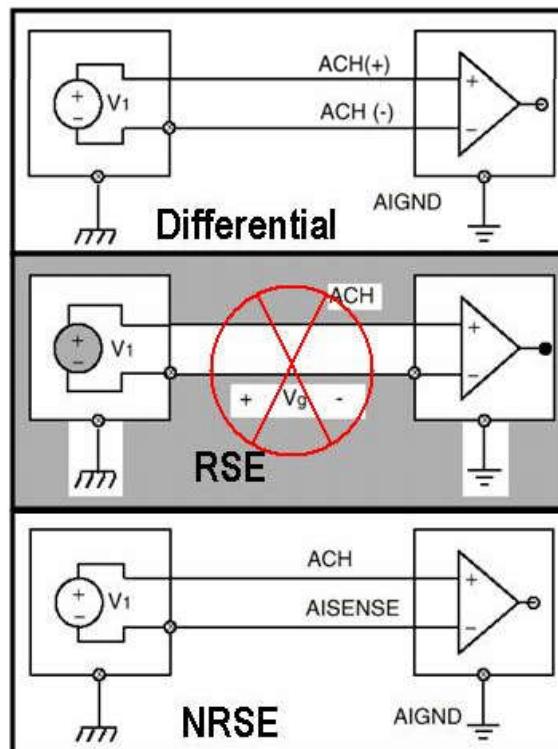 ACH(+)
+ - V1
ACH (-)
+ -
AIGND
Differential
ACH
+ - V1
+ -
+ Vg -
RSE
ACH
+ - V1
AISENSE
+ -
AIGND
NRSE